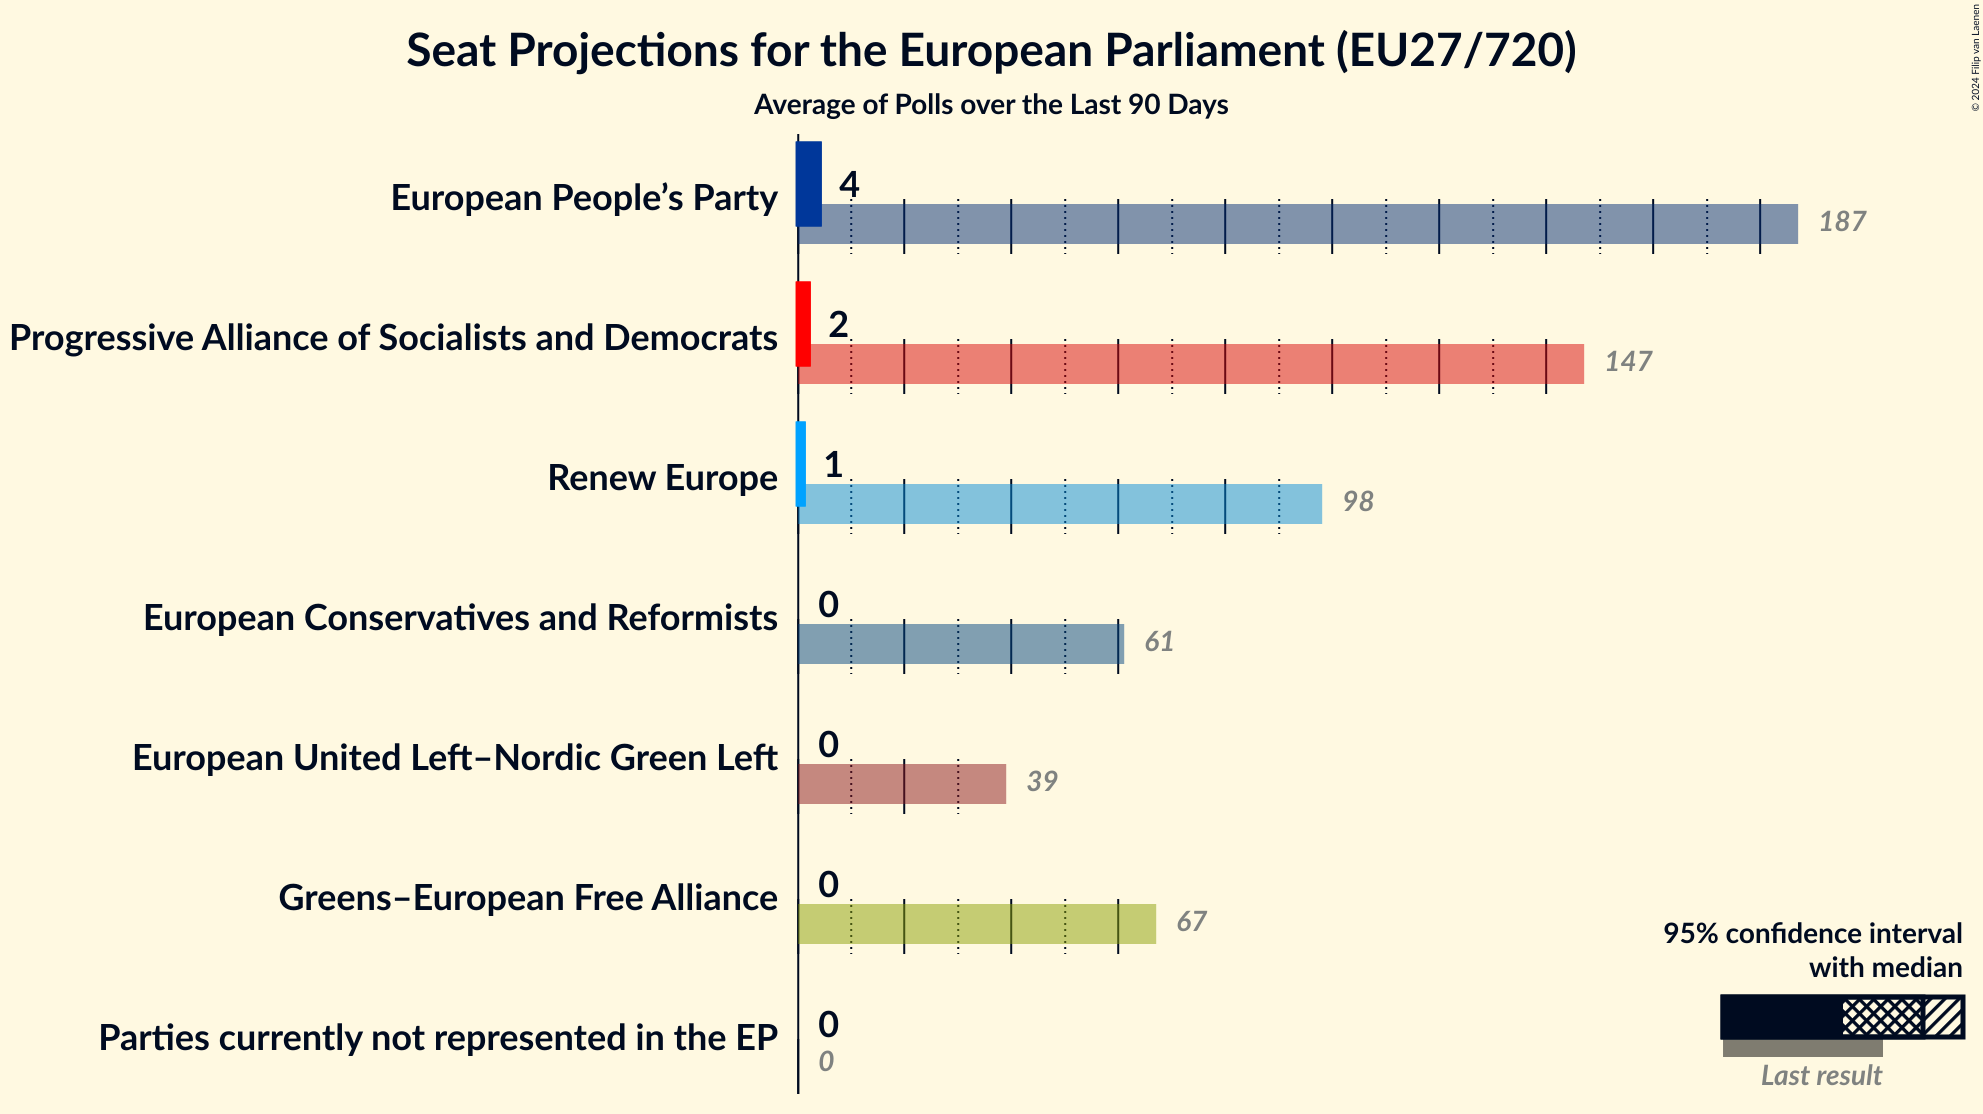 Seat Projections for the European Parliament (EU27/720)
Average of Polls over the Last 90 Days
© 2024 Filip van Laenen
European People’s Party
4
187
Progressive Alliance of Socialists and Democrats
2
147
Renew Europe
1
98
European Conservatives and Reformists
0
61
European United Left–Nordic Green Left
0
39
Greens–European Free Alliance
0
67
Parties currently not represented in the EP
0
0
95% confidence interval
with median
Last result